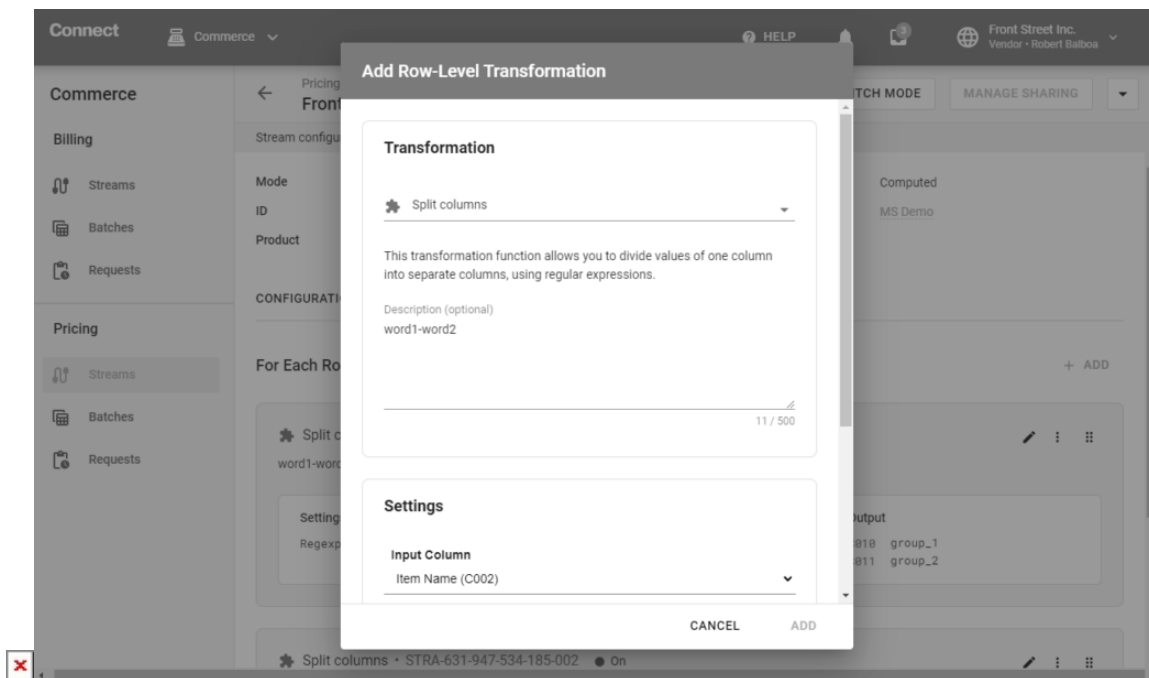 Connect
Commerce
HELP
3
Front Street Inc.
Vendor • Robert Balboa
Commerce
Billing
Streams
Batches
Requests
Pricing
Streams
Batches
Requests
Pricing
Front
TCH MODE
MANAGE SHARING
Stream configu
Mode
ID
Product
Computed
MS Demo
CONFIGURATI
For Each Ro
+ ADD
Split c
word1-word
Setting
Regexp
Output
C010 group_1
C011 group_2
Split columns • STRA-631-947-534-185-002 On
Add Row-Level Transformation
Transformation
Split columns
This transformation function allows you to divide values of one column
into separate columns, using regular expressions.
Description (optional)
word1-word2
11 / 500
Settings
Input Column
Item Name (C002)
CANCEL
ADD